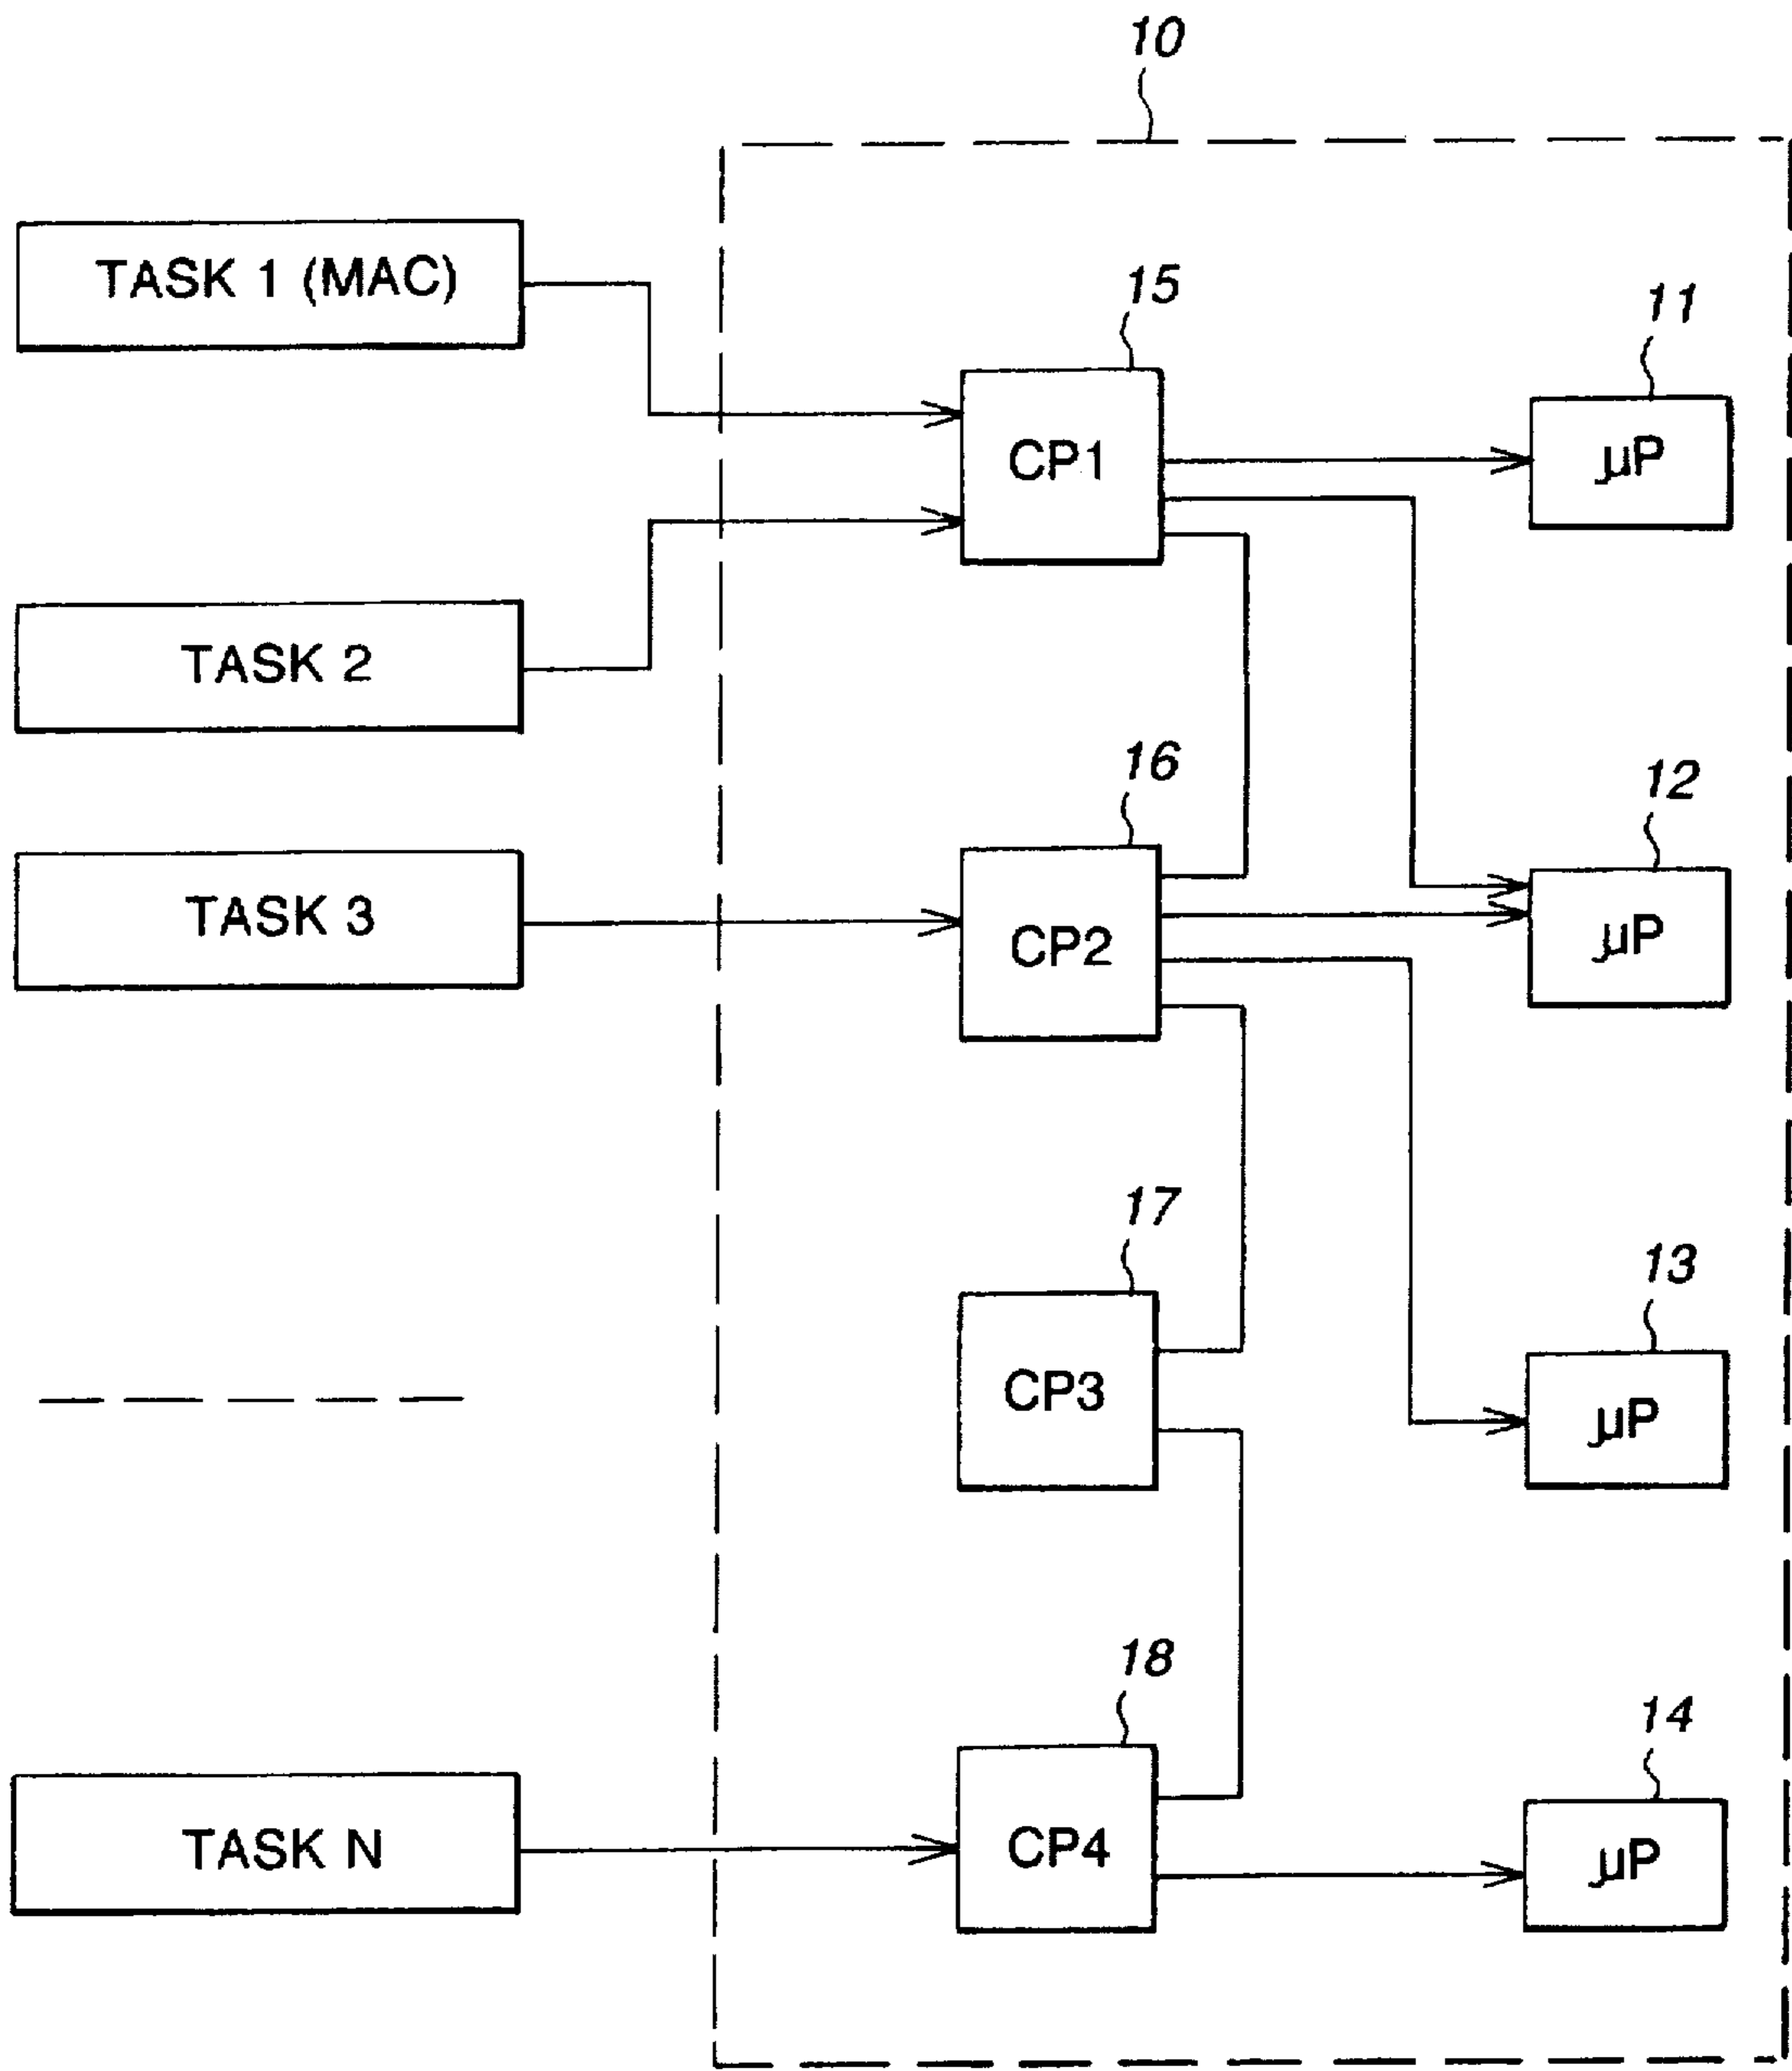 10
TASK 1 (MAC)
15
11
CP1
µP
TASK 2
16
12
TASK 3
CP2
µP
17
13
CP3
µP
18
14
TASK N
CP4
µP